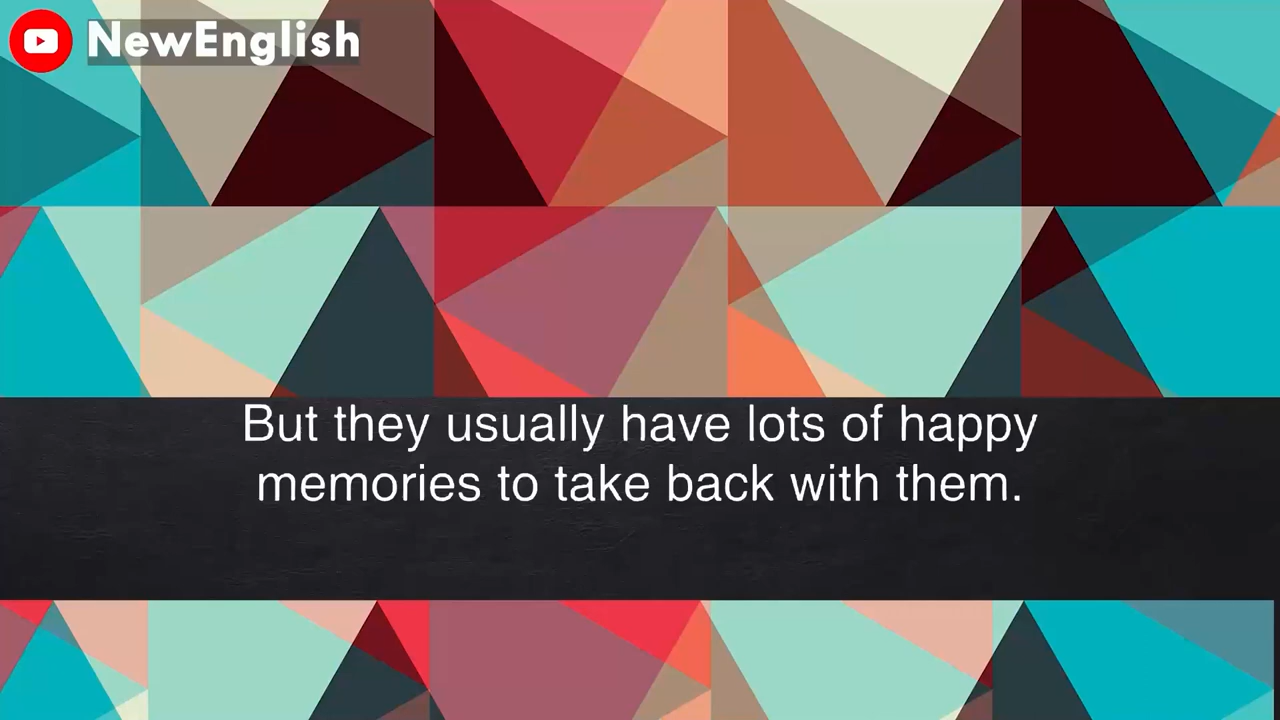 NewEnglish
But they usually have lots of happy
memories to take back with them.